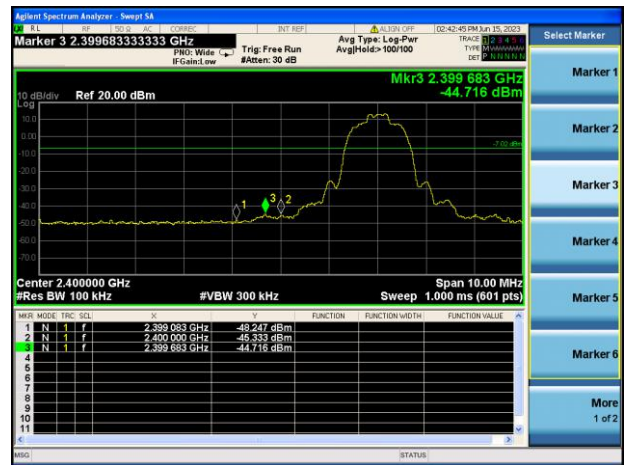 Agilent Spectrum Analyzer - Swept SA
RL RF 50 Ω AC CORREC INT REF ALIGN OFF 02:42:45 PM Jun 15, 2023
Marker 3 2.399683333333 GHz
PNO: Wide
IFGain:Low
Trig: Free Run
#Atten: 30 dB
Avg Type: Log-Pwr
Avg|Hold:>100/100
TRACE 1 2 3 4 5 6
TYPE M
DET P N N N N N
Select Marker
Marker 1
Marker 2
Marker 3
Marker 4
Marker 5
Marker 6
More
1 of 2
Mkr3 2.399 683 GHz
-44.716 dBm
10 dB/div Ref 20.00 dBm
Log
10.0
0.00
-10.0
-20.0
-30.0
-40.0
-50.0
-60.0
-70.0
-7.02 dBm
1
3
2
Center 2.400000 GHz Span 10.00 MHz
#Res BW 100 kHz #VBW 300 kHz Sweep 1.000 ms (601 pts)
MKR MODE TRC SCL X Y FUNCTION FUNCTION WIDTH FUNCTION VALUE
1 N 1 f 2.399 083 GHz -48.247 dBm
2 N 1 f 2.400 000 GHz -45.333 dBm
3 N 1 f 2.399 683 GHz -44.716 dBm
4
5
6
7
8
9
10
11
MSG STATUS